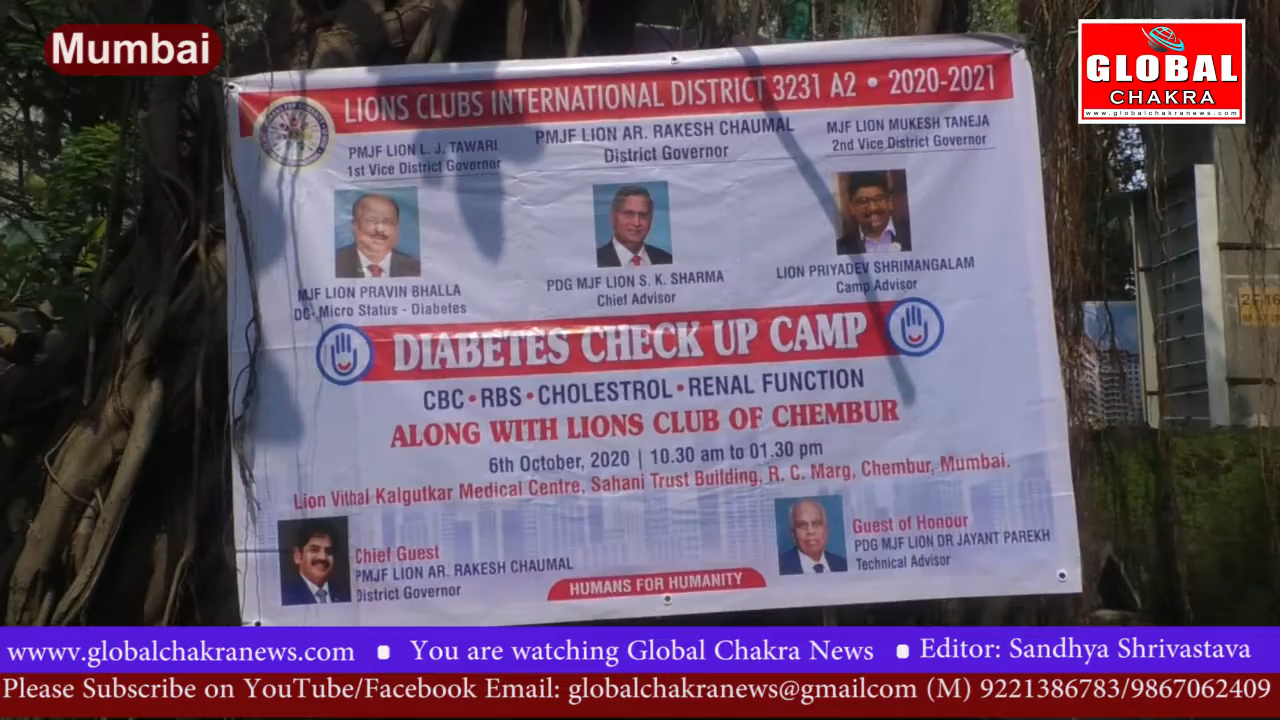 Mumbai
GLOBAL
CHAKRA
www.globalchakranews.com
LIONS CLUBS INTERNATIONAL DISTRICT 3231 A2 • 2020-2021
PMJF LION L. J. TAWARI
1st Vice District Governor
PMJF LION AR. RAKESH CHAUMAL
District Governor
MJF LION MUKESH TANEJA
2nd Vice District Governor
MJF LION PRAVIN BHALLA
DC- Micro Status - Diabetes
PDG MJF LION S. K. SHARMA
Chief Advisor
LION PRIYADEV SHRIMANGALAM
Camp Advisor
DIABETES CHECK UP CAMP
CBC • RBS • CHOLESTROL • RENAL FUNCTION
ALONG WITH LIONS CLUB OF CHEMBUR
6th October, 2020 | 10.30 am to 01.30 pm
Lion Vithal Kalgutkar Medical Centre, Sahani Trust Building, R. C. Marg, Chembur, Mumbai.
Chief Guest
PMJF LION AR. RAKESH CHAUMAL
District Governor
Guest of Honour
PDG MJF LION DR JAYANT PAREKH
Technical Advisor
HUMANS FOR HUMANITY
www.globalchakranews.com ▪ You are watching Global Chakra News ▪ Editor: Sandhya Shrivastava
Please Subscribe on YouTube/Facebook Email: globalchakranews@gmailcom (M) 9221386783/9867062409